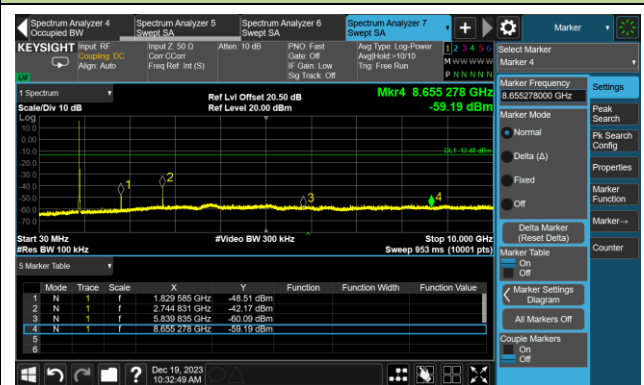 Spectrum Analyzer 4
Occupied BW
Spectrum Analyzer 5
Swept SA
Spectrum Analyzer 6
Swept SA
Spectrum Analyzer 7
Swept SA
+
Marker
KEYSIGHT
Input: RF
Coupling: DC
Align: Auto
Input Z: 50 Ω
Corr CCorr
Freq Ref: Int (S)
Atten: 10 dB
PNO: Fast
Gate: Off
IF Gain: Low
Sig Track: Off
Avg Type: Log-Power
Avg|Hold:>10/10
Trig: Free Run
1 2 3 4 5 6
M W W W W W
P N N N N N
LV
Select Marker
Marker 4
1 Spectrum
Scale/Div 10 dB
Ref Lvl Offset 20.50 dB
Ref Level 20.00 dBm
Mkr4 8.655 278 GHz
-59.19 dBm
Log
10.0
0.00
-10.0
-20.0
-30.0
-40.0
-50.0
-60.0
-70.0
DL1 -13.48 dBm
1
2
3
4
Start 30 MHz
#Res BW 100 kHz
#Video BW 300 kHz
Stop 10.000 GHz
Sweep 953 ms (10001 pts)
5 Marker Table
Mode Trace Scale X Y Function Function Width Function Value
1 N 1 f 1.829 585 GHz -48.51 dBm
2 N 1 f 2.744 831 GHz -42.17 dBm
3 N 1 f 5.839 835 GHz -60.09 dBm
4 N 1 f 8.655 278 GHz -59.19 dBm
5
6
Marker Frequency
8.655278000 GHz
Marker Mode
Normal
Delta (Δ)
Fixed
Off
Delta Marker
(Reset Delta)
Marker Table
On
Off
Marker Settings
Diagram
All Markers Off
Couple Markers
On
Off
Settings
Peak
Search
Pk Search
Config
Properties
Marker
Function
Marker→
Counter
?
Dec 19, 2023
10:32:49 AM